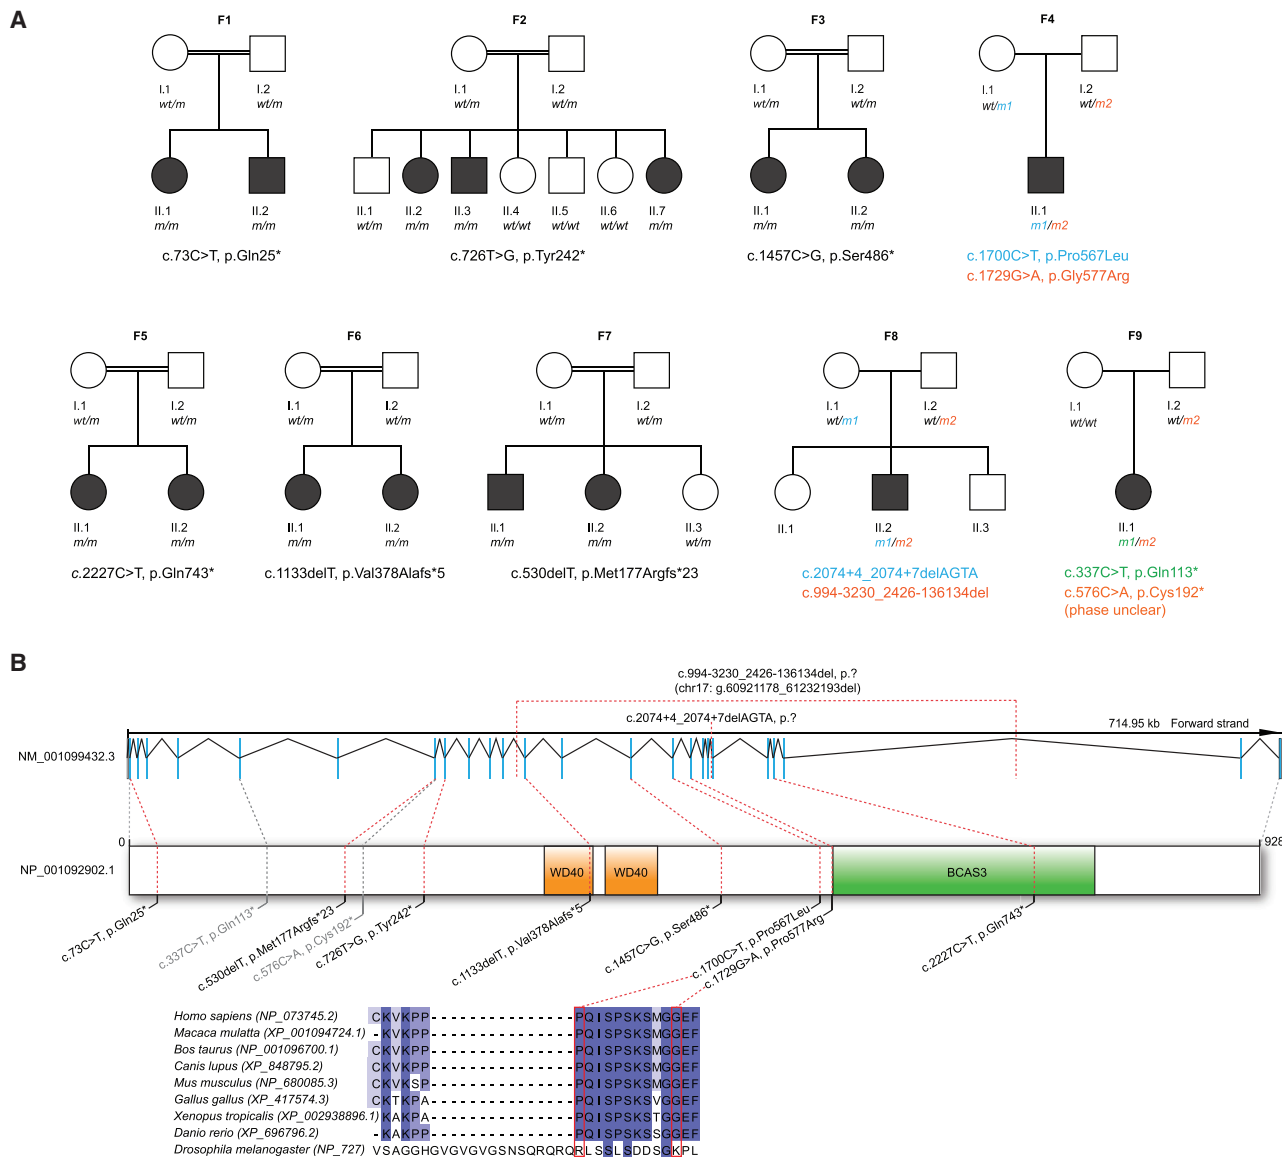 A
F1 F2 F3 F4
I.1 I.2 I.1 I.2 I.1 I.2 I.1 I.2
wt/m wt/m wt/m wt/m wt/m wt/m wt/m1 wt/m2
II.1 II.2 II.1 II.2 II.3 II.4 II.5 II.6 II.7 II.1 II.2 II.1
m/m m/m wt/m m/m m/m wt/wt wt/wt wt/wt m/m m/m m/m m1/m2
c.73C>T, p.Gln25* c.726T>G, p.Tyr242* c.1457C>G, p.Ser486* c.1700C>T, p.Pro567Leu
c.1729G>A, p.Gly577Arg
F5 F6 F7 F8 F9
I.1 I.2 I.1 I.2 I.1 I.2 I.1 I.2 I.1 I.2
wt/m wt/m wt/m wt/m wt/m wt/m wt/m1 wt/m2 wt/wt wt/m2
II.1 II.2 II.1 II.2 II.1 II.2 II.3 II.1 II.2 II.3 II.1
m/m m/m m/m m/m m/m m/m wt/m m1/m2 m1/m2
c.2227C>T, p.Gln743* c.1133delT, p.Val378Alafs*5 c.530delT, p.Met177Argfs*23 c.2074+4_2074+7delAGTA c.337C>T, p.Gln113*
c.994-3230_2426-136134del c.576C>A, p.Cys192*
(phase unclear)
B
c.994-3230_2426-136134del, p.?
(chr17: g.60921178_61232193del)
c.2074+4_2074+7delAGTA, p.?
714.95 kb Forward strand
NM_001099432.3
0 928
NP_001092902.1 WD40 WD40 BCAS3
c.73C>T, p.Gln25*
c.337C>T, p.Gln113*
c.530delT, p.Met177Argfs*23
c.576C>A, p.Cys192*
c.726T>G, p.Tyr242*
c.1133delT, p.Val378Alafs*5
c.1457C>G, p.Ser486*
c.1700C>T, p.Pro567Leu
c.1729G>A, p.Pro577Arg
c.2227C>T, p.Gln743*
Homo sapiens (NP_073745.2) CKVKPP---------------PQISPSKSMGGEF
Macaca mulatta (XP_001094724.1) -KVKPP---------------PQISPSKSMGGEF
Bos taurus (NP_001096700.1) CKVKPP---------------PQISPSKSMGGEF
Canis lupus (XP_848795.2) CKVKPP---------------PQISPSKSMGGEF
Mus musculus (NP_680085.3) CKVKSP---------------PQISPSKSMGGEF
Gallus gallus (XP_417574.3) CKTKPA---------------PQISPSKSVGGEF
Xenopus tropicalis (XP_002938896.1) -KAKPA---------------PQISPSKSTGGEF
Danio rerio (XP_696796.2) -KAKPP---------------PQISPSKSSGGEF
Drosophila melanogaster (NP_727) VSAGGHGVGVGVGSNSQRQRQRLSSLSDDSGKPL